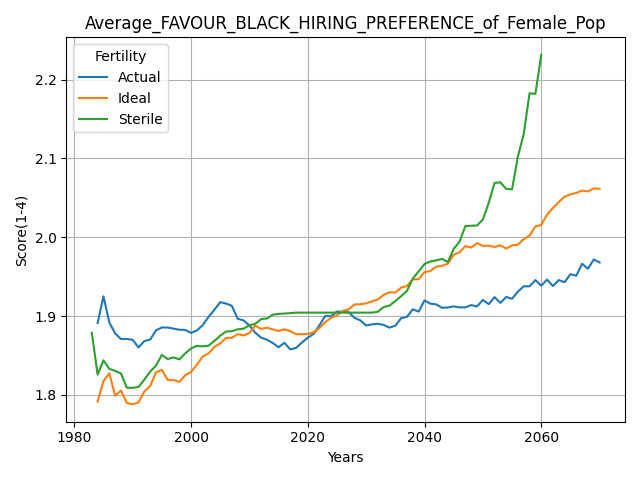 Average_FAVOUR_BLACK_HIRING_PREFERENCE_of_Female_Pop
Fertility
Actual
Ideal
Sterile
Score(1-4)
2.2
2.1
2.0
1.9
1.8
1980 2000 2020 2040 2060
Years